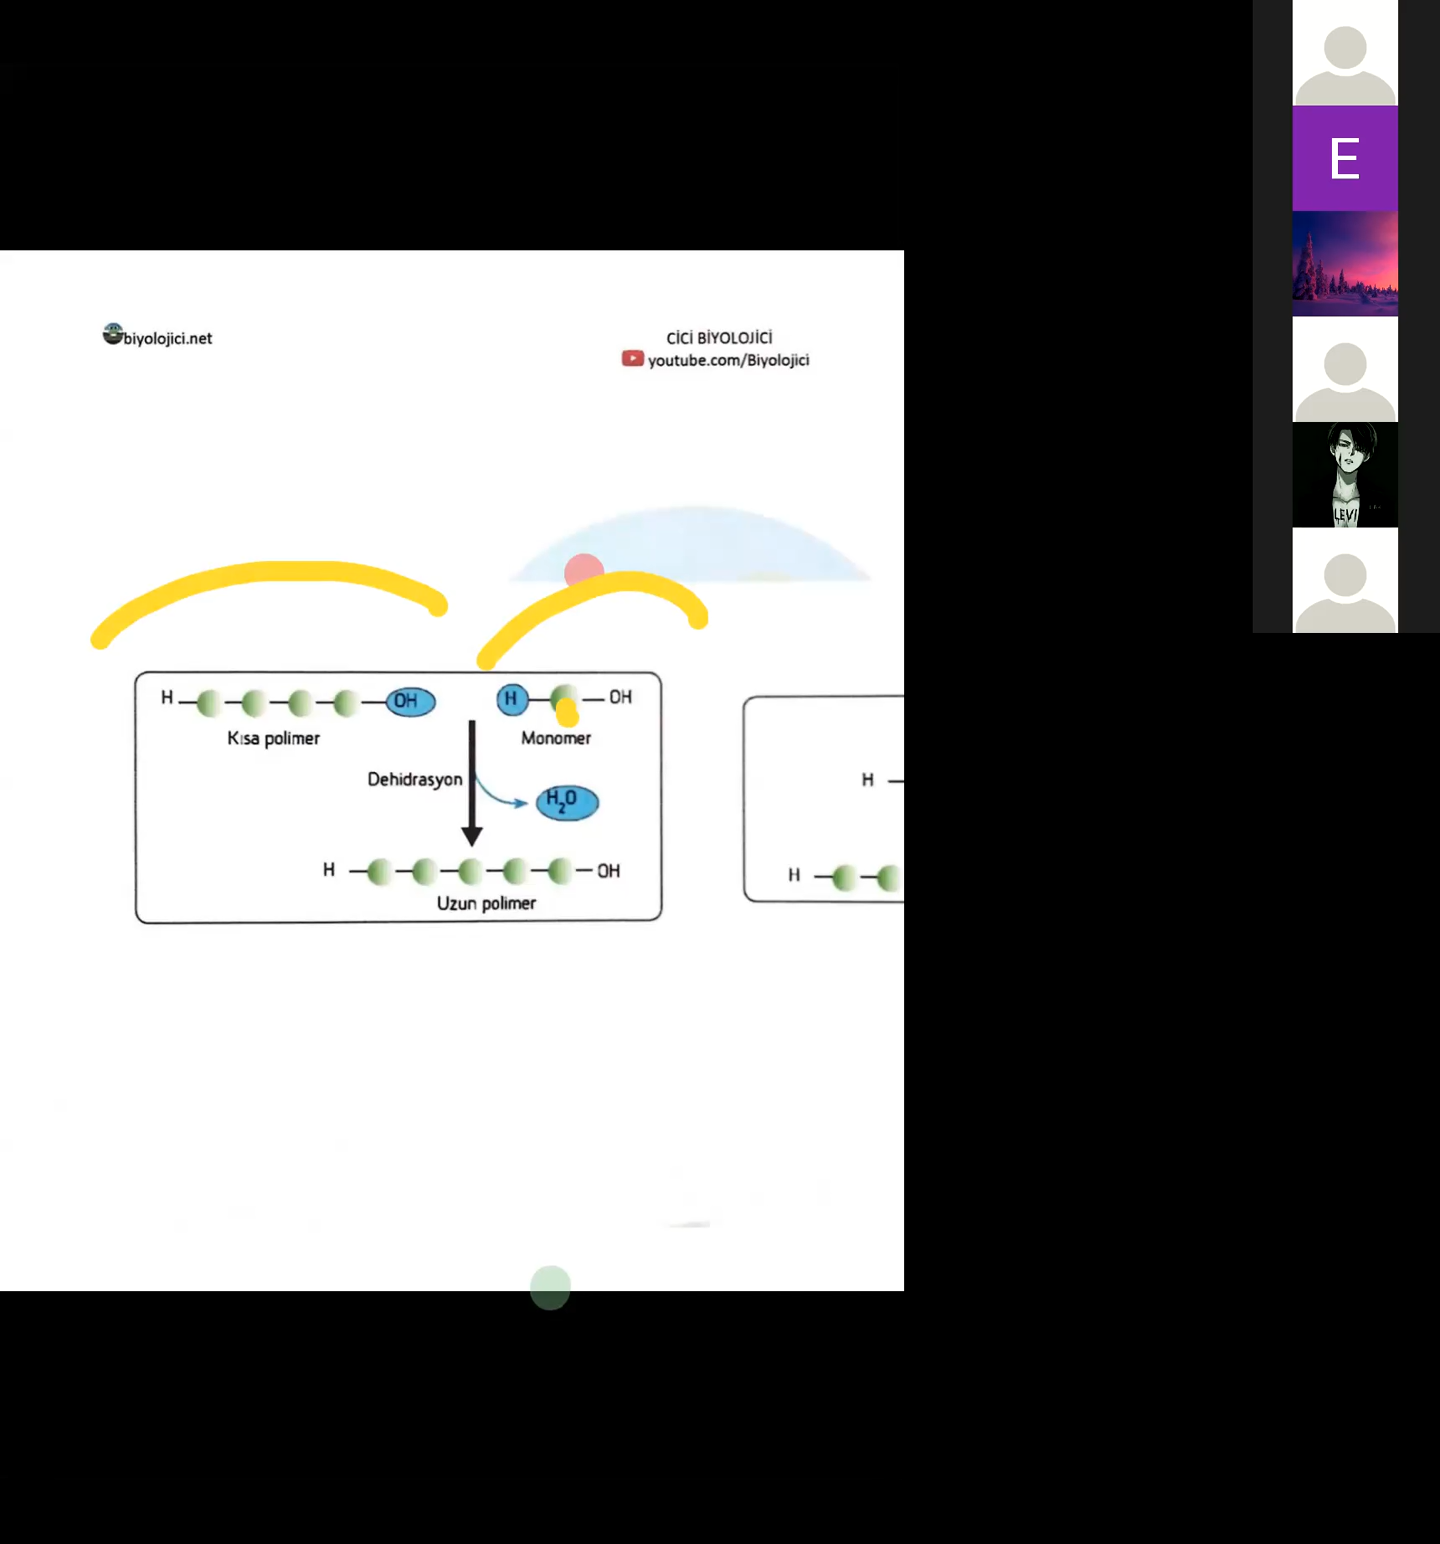 biyolojici.net
CİCİ BİYOLOJİCİ
youtube.com/Biyolojici
H
OH
H
OH
Kısa polimer
Monomer
Dehidrasyon
H₂O
H
OH
Uzun polimer
H
H
E
LEVI